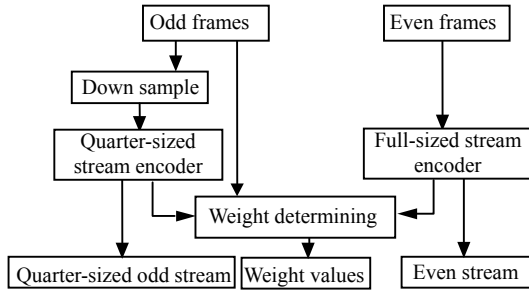 Odd frames
Even frames
Down sample
Quarter-sized
stream encoder
Full-sized stream
encoder
Weight determining
Quarter-sized odd stream
Weight values
Even stream